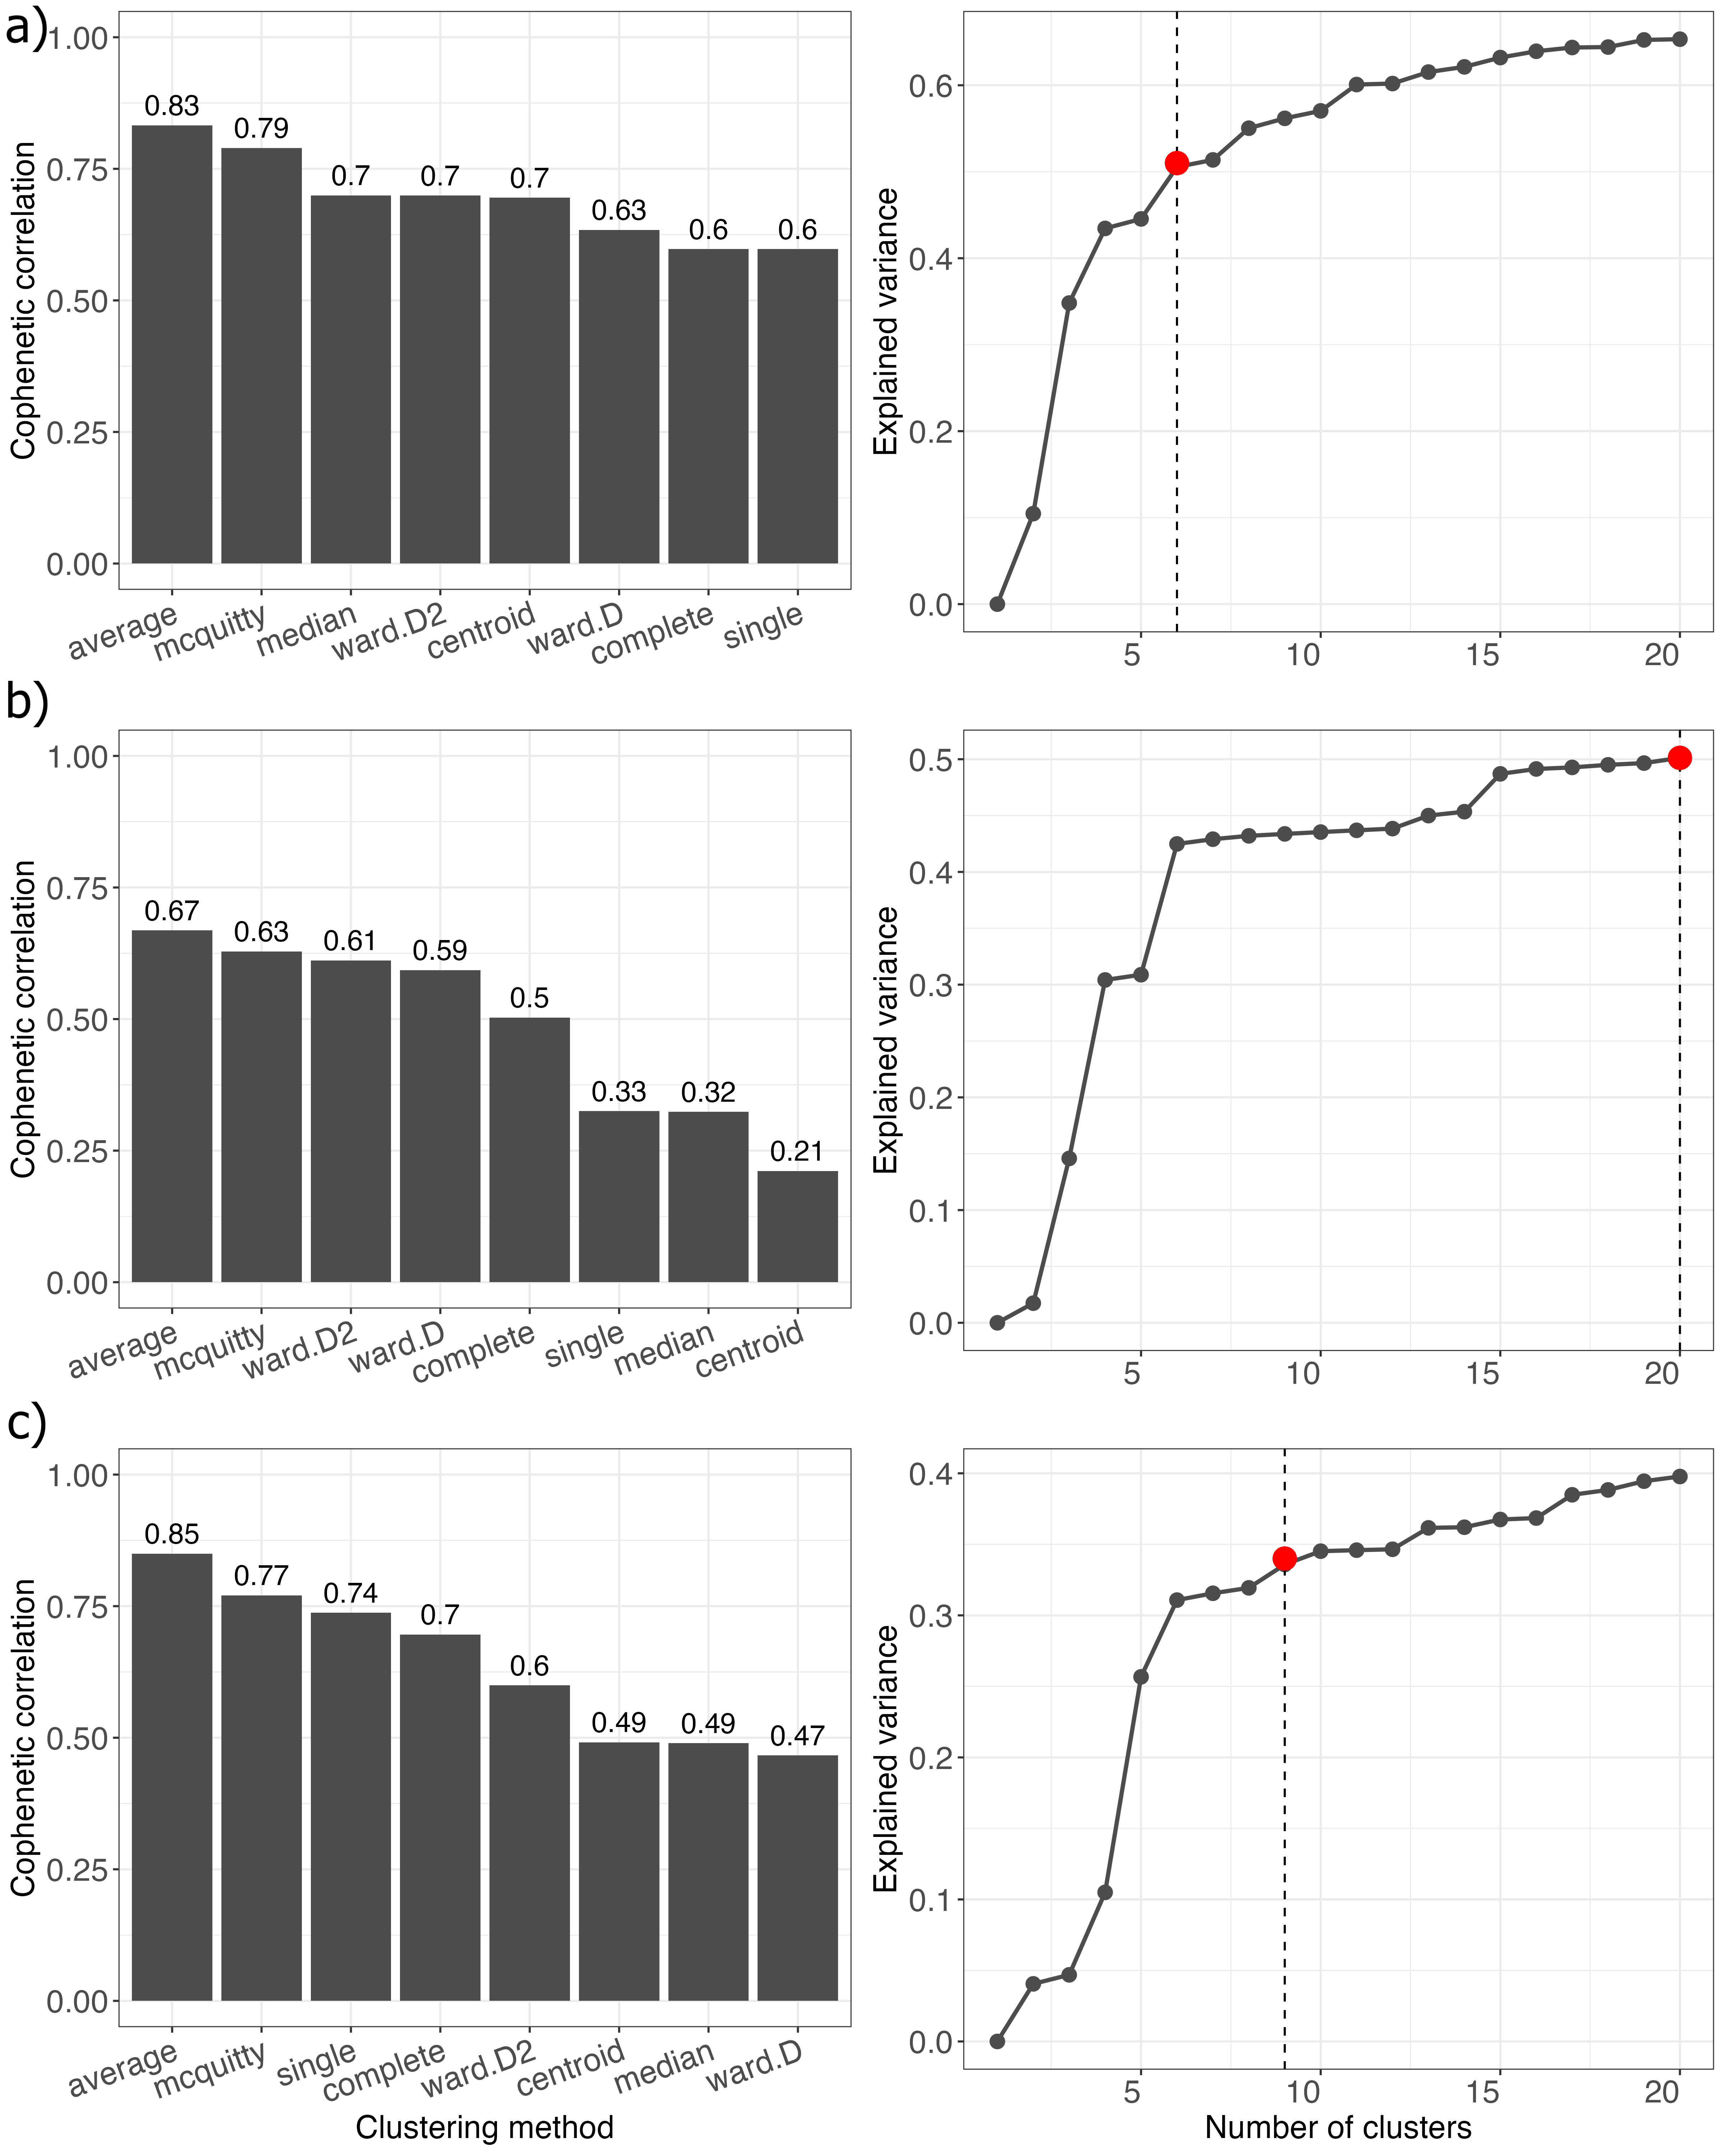 a)
Cophenetic correlation
1.00
0.75
0.50
0.25
0.00
0.83
0.79
0.7
0.7
0.7
0.63
0.6
0.6
average
mcquitty
median
ward.D2
centroid
ward.D
complete
single
Explained variance
0.6
0.4
0.2
0.0
5
10
15
20
b)
Cophenetic correlation
1.00
0.75
0.50
0.25
0.00
0.67
0.63
0.61
0.59
0.5
0.33
0.32
0.21
average
mcquitty
ward.D2
ward.D
complete
single
median
centroid
Explained variance
0.5
0.4
0.3
0.2
0.1
0.0
5
10
15
20
c)
Cophenetic correlation
1.00
0.75
0.50
0.25
0.00
0.85
0.77
0.74
0.7
0.6
0.49
0.49
0.47
average
mcquitty
single
complete
ward.D2
centroid
median
ward.D
Clustering method
Explained variance
0.4
0.3
0.2
0.1
0.0
5
10
15
20
Number of clusters